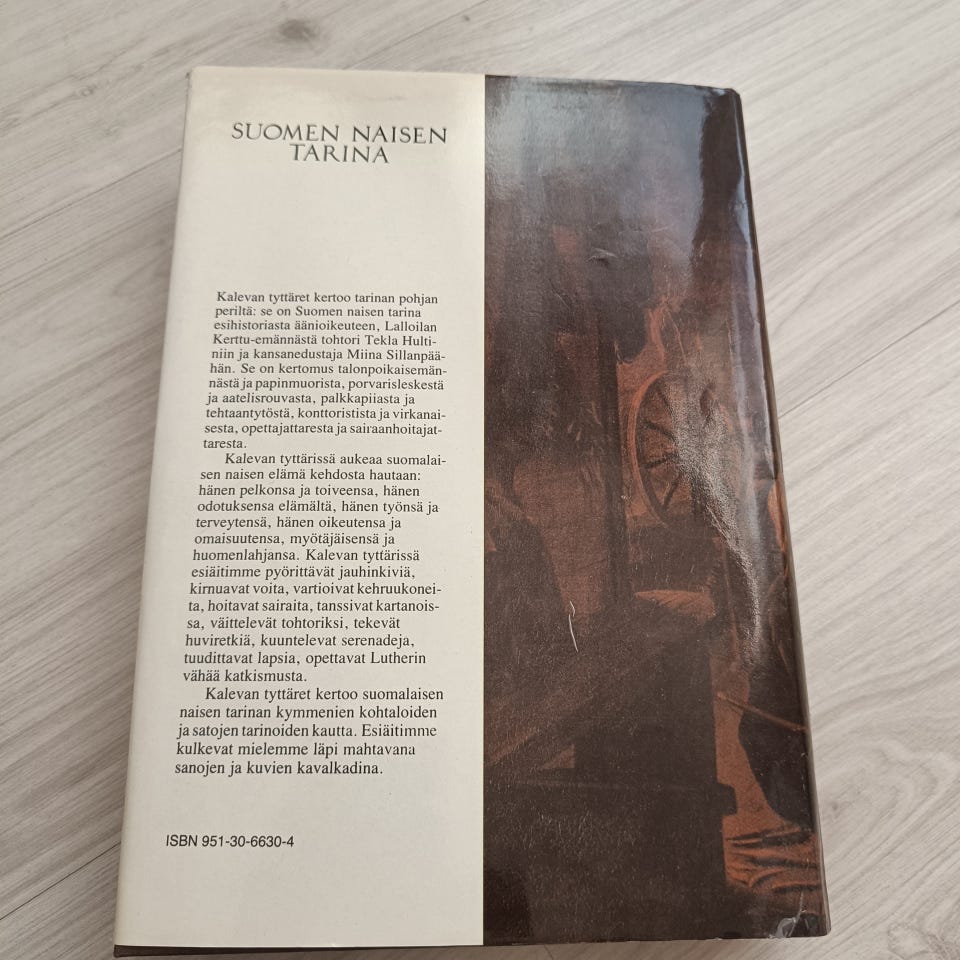 SUOMEN NAISEN
TARINA
Kalevan tyttäret kertoo tarinan pohjan
periltä: se on Suomen naisen tarina
esihistoriasta äänioikeuteen, Lalloilan
Kerttu-emännästä tohtori Tekla Hulti-
niin ja kansanedustaja Miina Sillanpää-
hän. Se on kertomus talonpoikaisemän-
nästä ja papinmuorista, porvarisleskestä
ja aatelisrouvasta, palkkapiiasta ja
tehtaantytöstä, konttoristista ja virkanai-
sesta, opettajattaresta ja sairaanhoitajat-
taresta.
Kalevan tyttärissä aukeaa suomalai-
sen naisen elämä kehdosta hautaan:
hänen pelkonsa ja toiveensa, hänen
odotuksensa elämältä, hänen työnsä ja
terveytensä, hänen oikeutensa ja
omaisuutensa, myötäjäisensä ja
huomenlahjansa. Kalevan tyttärissä
esiäitimme pyörittävät jauhinkiviä,
kirnuavat voita, vartioivat kehruukonei-
ta, hoitavat sairaita, tanssivat kartanois-
sa, väittelevät tohtoriksi, tekevät
huviretkiä, kuuntelevat serenadeja,
tuudittavat lapsia, opettavat Lutherin
vähää katkismusta.
Kalevan tyttäret kertoo suomalaisen
naisen tarinan kymmenien kohtaloiden
ja satojen tarinoiden kautta. Esiäitimme
kulkevat mielemme läpi mahtavana
sanojen ja kuvien kavalkadina.
ISBN 951-30-6630-4